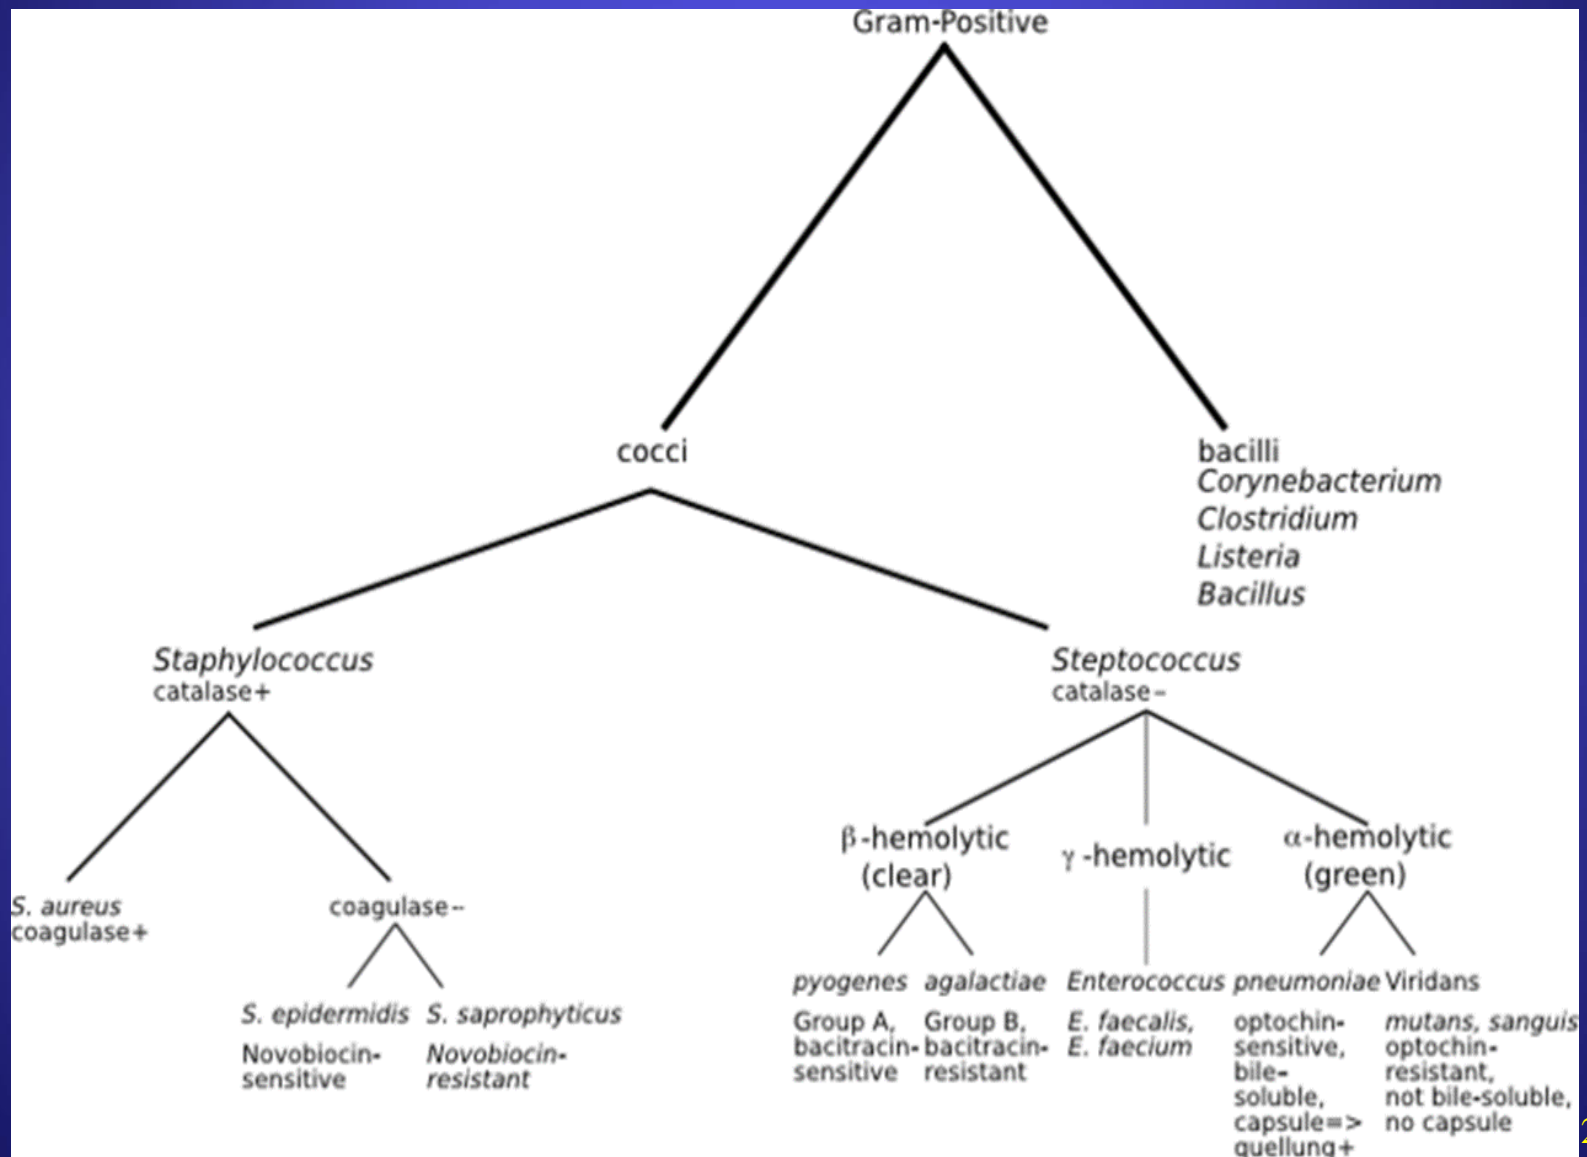 Gram-Positive
cocci
bacilli
Corynebacterium
Clostridium
Listeria
Bacillus
Staphylococcus
catalase+
Steptococcus
catalase–
β-hemolytic
(clear)
γ -hemolytic
α-hemolytic
(green)
S. aureus
coagulase+
coagulase–
S. epidermidis
Novobiocin-
sensitive
S. saprophyticus
Novobiocin-
resistant
pyogenes
Group A,
bacitracin-
sensitive
agalactiae
Group B,
bacitracin-
resistant
Enterococcus
E. faecalis,
E. faecium
pneumoniae
optochin-
sensitive,
bile-
soluble,
capsule=>
quellung+
Viridans
mutans, sanguis
optochin-
resistant,
not bile-soluble,
no capsule